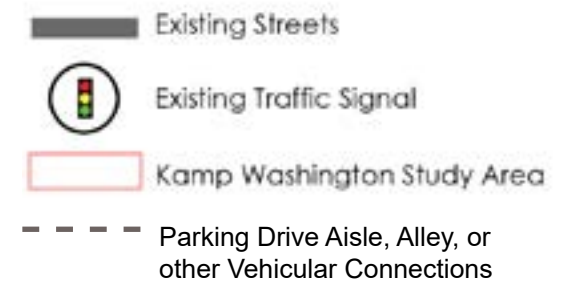 Existing Streets
Existing Traffic Signal
Kamp Washington Study Area
Parking Drive Aisle, Alley, or
other Vehicular Connections